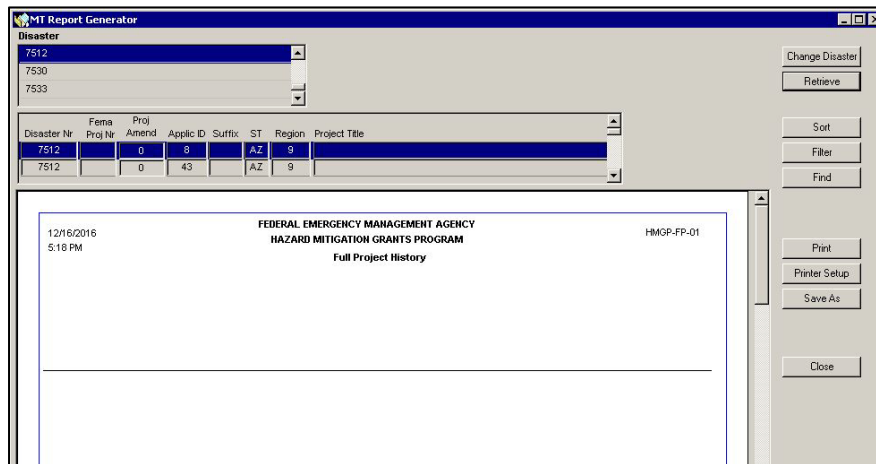 MT Report Generator
Disaster
7512
7530
7533
Change Disaster
Retrieve
Disaster Nr Fema Proj Nr Proj Amend Applic ID Suffix ST Region Project Title
7512 0 8 AZ 9
7512 0 43 AZ 9
Sort
Filter
Find
12/16/2016 FEDERAL EMERGENCY MANAGEMENT AGENCY HMGP-FP-01
5:18 PM HAZARD MITIGATION GRANTS PROGRAM
Full Project History
Print
Printer Setup
Save As
Close